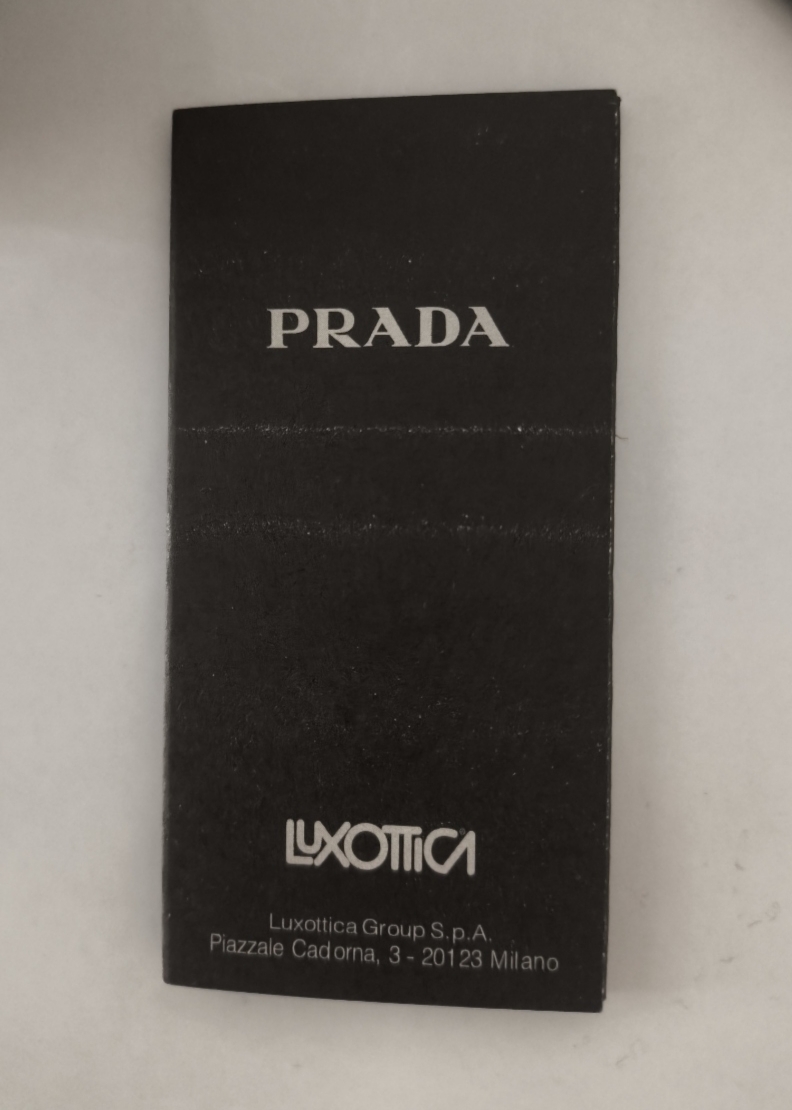 PRADA
LUXOTTICA
Luxottica Group S.p.A.
Piazzale Cadorna, 3 - 20123 Milano